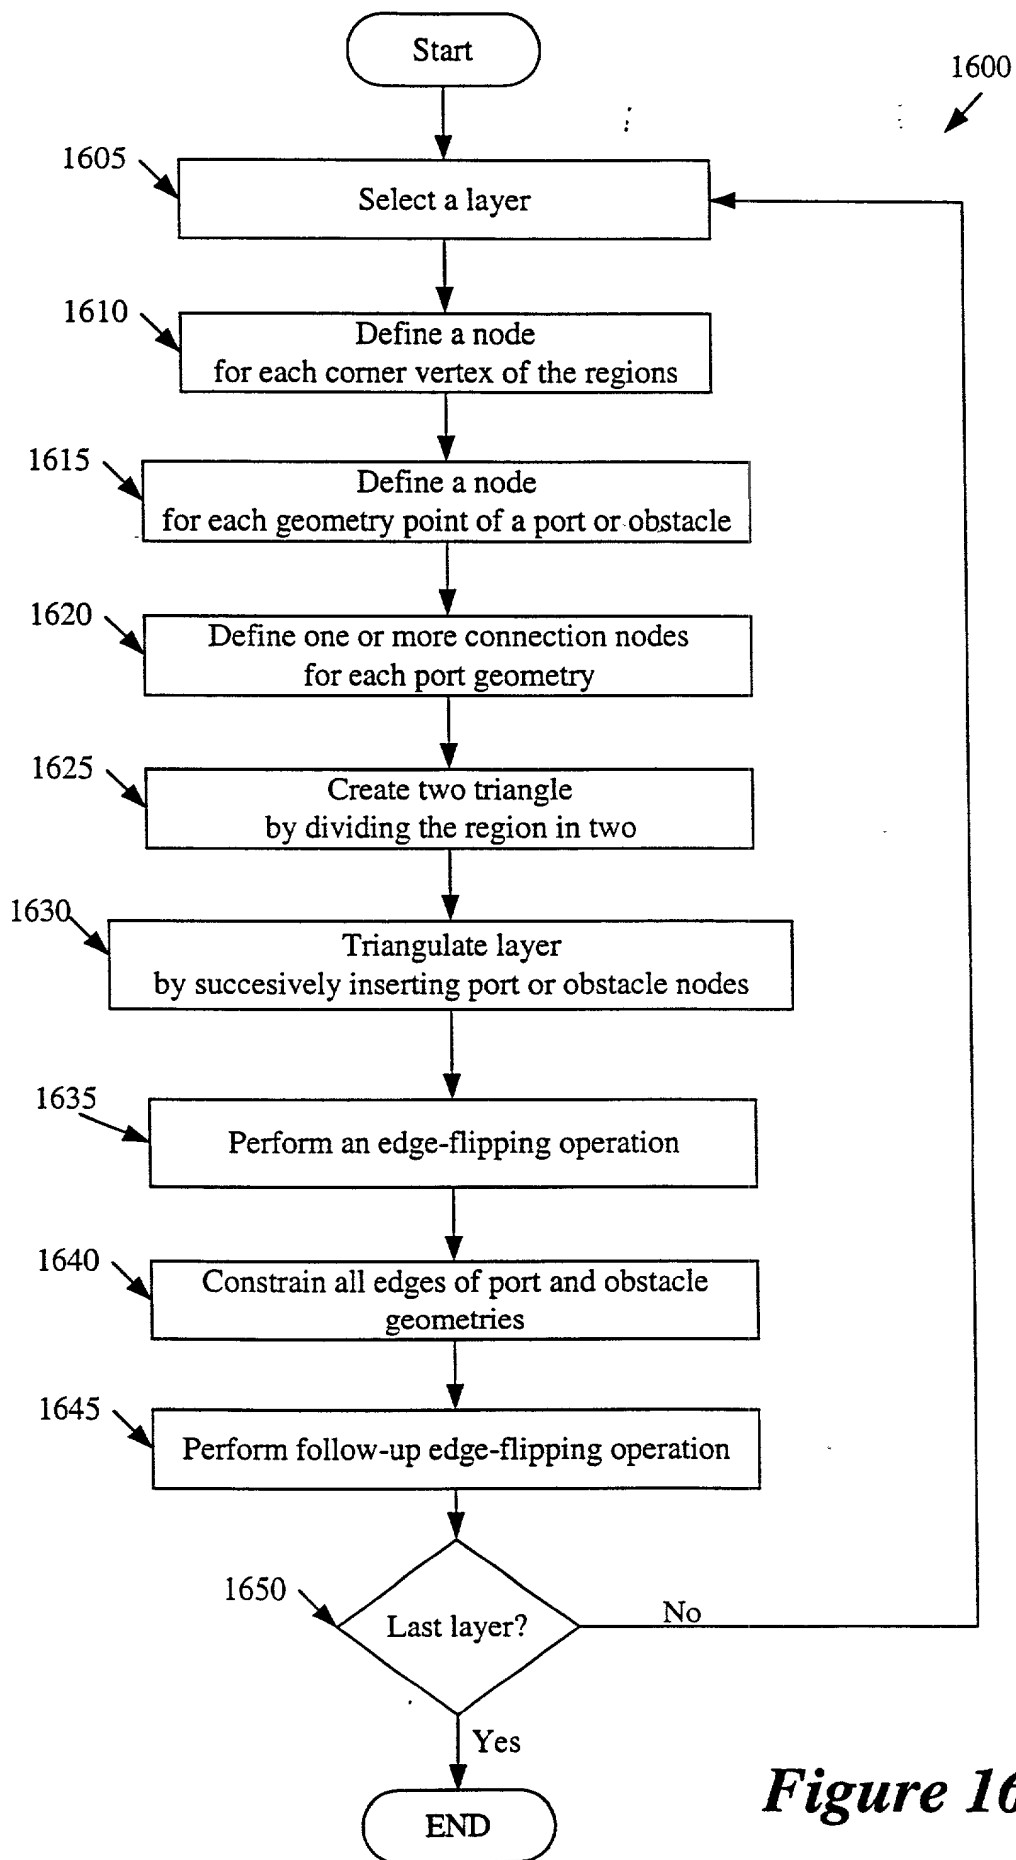 Start
1600
1605
Select a layer
1610
Define a node
for each corner vertex of the regions
1615
Define a node
for each geometry point of a port or obstacle
1620
Define one or more connection nodes
for each port geometry
1625
Create two triangle
by dividing the region in two
1630
Triangulate layer
by succesively inserting port or obstacle nodes
1635
Perform an edge-flipping operation
1640
Constrain all edges of port and obstacle
geometries
1645
Perform follow-up edge-flipping operation
1650
Last layer?
No
Yes
END
Figure 16